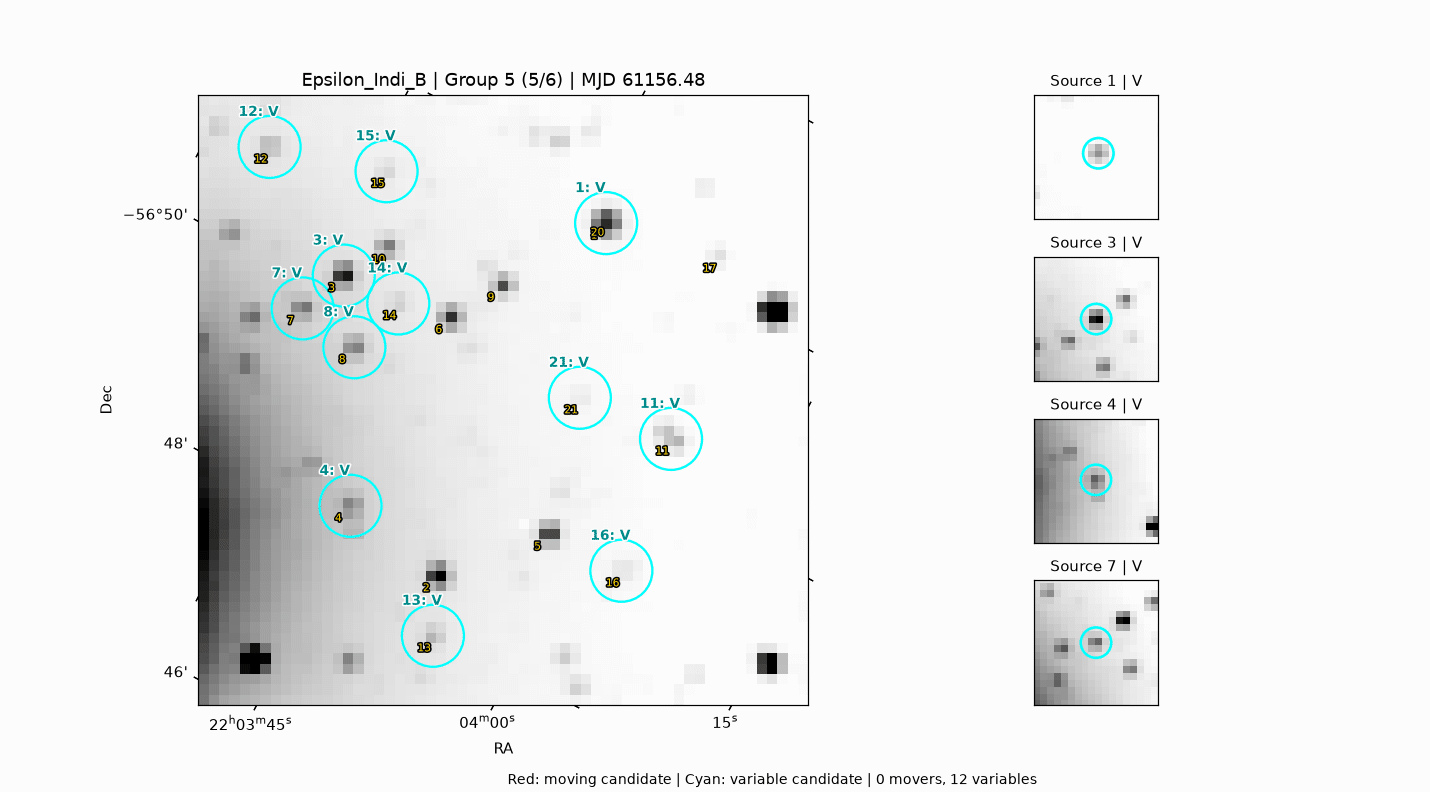 Epsilon_Indi_B | Group 5 (5/6) | MJD 61156.48
Source 1 | V
12: V
15: V
12
15
1: V
20
−56°50'
3: V
10
14: V
17
Source 3 | V
7: V
3
9
8: V
14
7
6
8
21: V
11: V
21
11
Dec
48'
Source 4 | V
4: V
4
16: V
5
2
16
13: V
13
Source 7 | V
46'
22ʰ03ᵐ45ˢ
04ᵐ00ˢ
15ˢ
RA
Red: moving candidate | Cyan: variable candidate | 0 movers, 12 variables